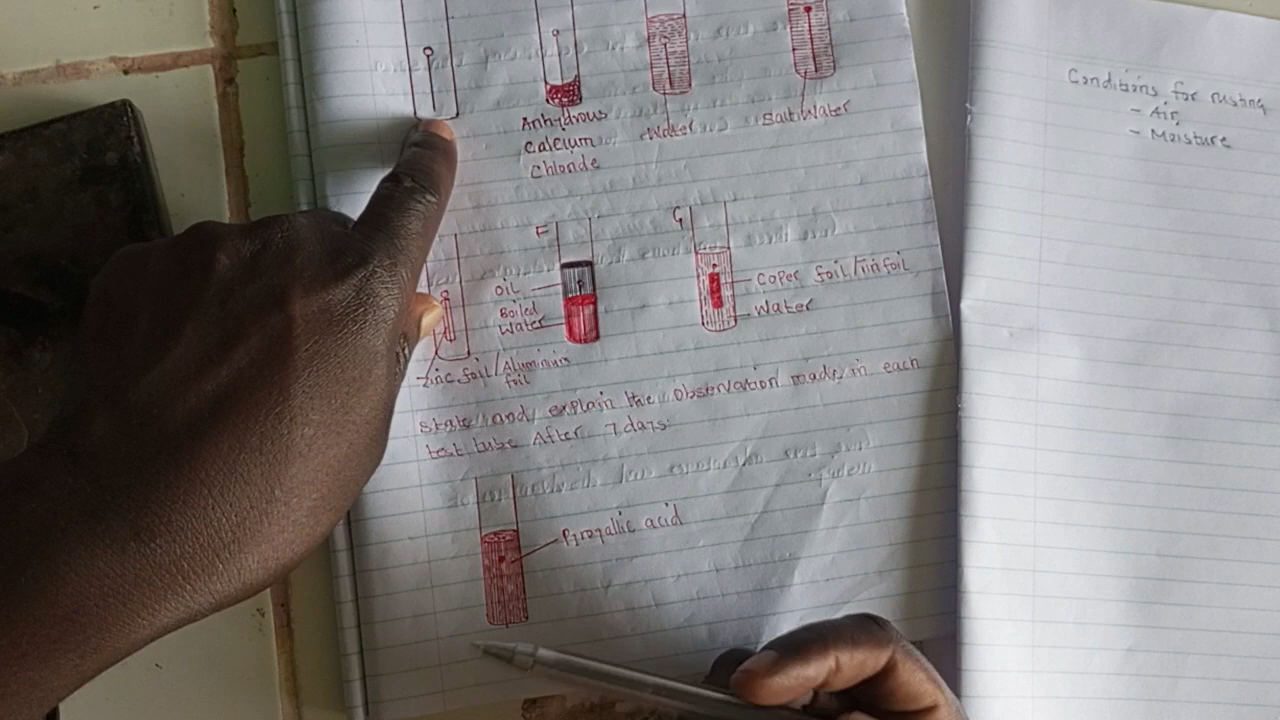 Anhydrous
Calcium
Chloride
Water
Salt Water
F
G
Oil
Boiled
Water
Coper foil/tin foil
Water
Zinc foil/Aluminium
foil
State and explain the Observation made in each
test tube After 7 days:
Pyrogallic acid
Conditions for rusting
- Air,
- Moisture